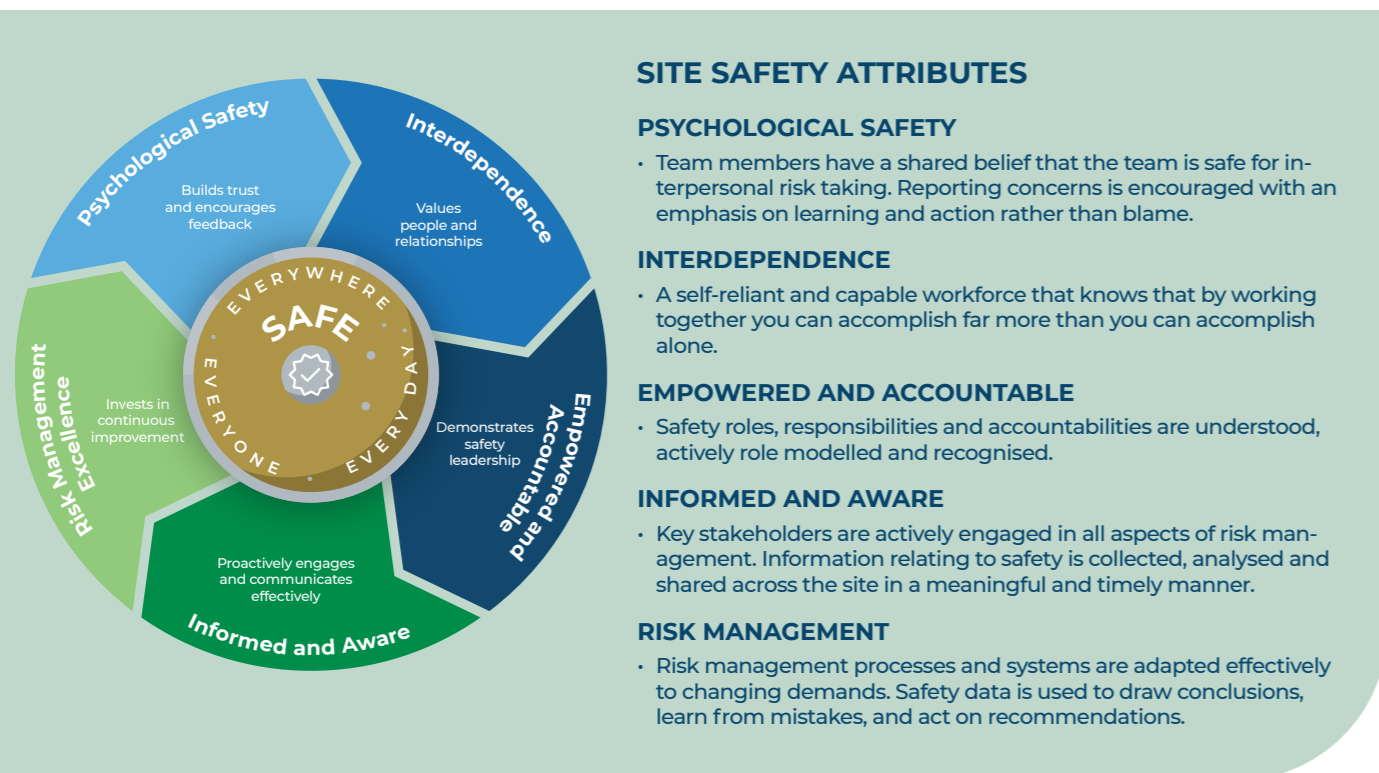 Psychological Safety
Builds trust
and encourages
feedback
Interdependence
Values
people and
relationships
Empowered and
Accountable
Demonstrates
safety
leadership
Informed and Aware
Proactively engages
and communicates
effectively
Risk Management
Excellence
Invests in
continuous
improvement
SAFE
EVERYWHERE
EVERY DAY
EVERYONE
SITE SAFETY ATTRIBUTES
PSYCHOLOGICAL SAFETY
• Team members have a shared belief that the team is safe for in-
terpersonal risk taking. Reporting concerns is encouraged with an
emphasis on learning and action rather than blame.
INTERDEPENDENCE
• A self-reliant and capable workforce that knows that by working
together you can accomplish far more than you can accomplish
alone.
EMPOWERED AND ACCOUNTABLE
• Safety roles, responsibilities and accountabilities are understood,
actively role modelled and recognised.
INFORMED AND AWARE
• Key stakeholders are actively engaged in all aspects of risk man-
agement. Information relating to safety is collected, analysed and
shared across the site in a meaningful and timely manner.
RISK MANAGEMENT
• Risk management processes and systems are adapted effectively
to changing demands. Safety data is used to draw conclusions,
learn from mistakes, and act on recommendations.